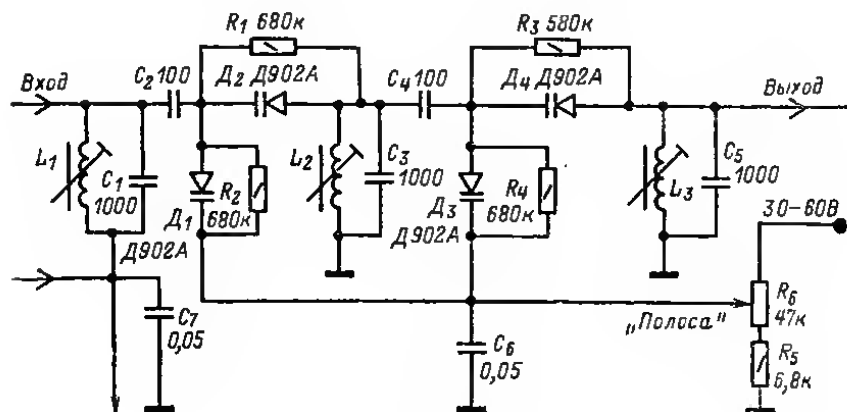 R1 680к
R3 580к
Вход
C2 100
Д2 Д902А
C4 100
Д4 Д902А
Выход
L1
C1
1000
R2
680к
Д1
Д902А
L2
C3
1000
R4
680к
Д3
Д902А
L3
C5
1000
30-60В
C7
0,05
C6
0,05
„Полоса"
R6
47к
R5
6,8к